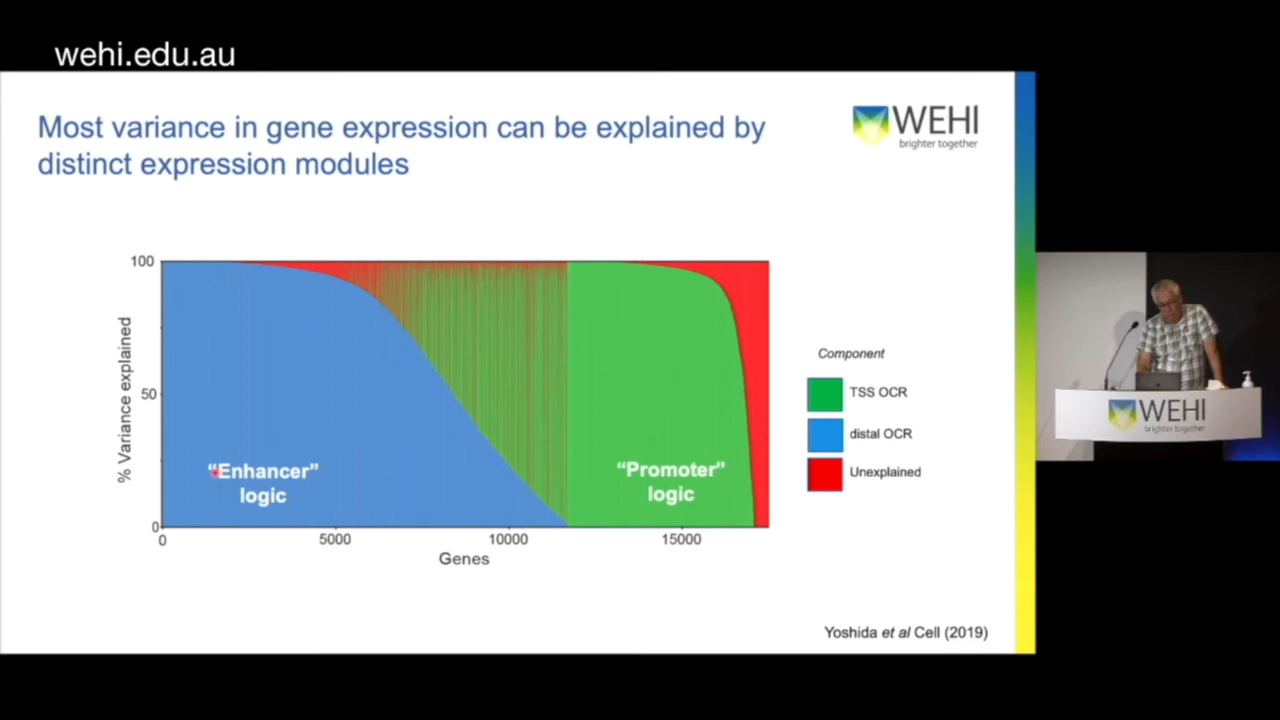 wehi.edu.au
Most variance in gene expression can be explained by
distinct expression modules
WEHI
brighter together
% Variance explained
100
50
0
"Enhancer"
logic
"Promoter"
logic
0
5000
10000
15000
Genes
Component
TSS OCR
distal OCR
Unexplained
Yoshida et al Cell (2019)
WEHI
brighter together